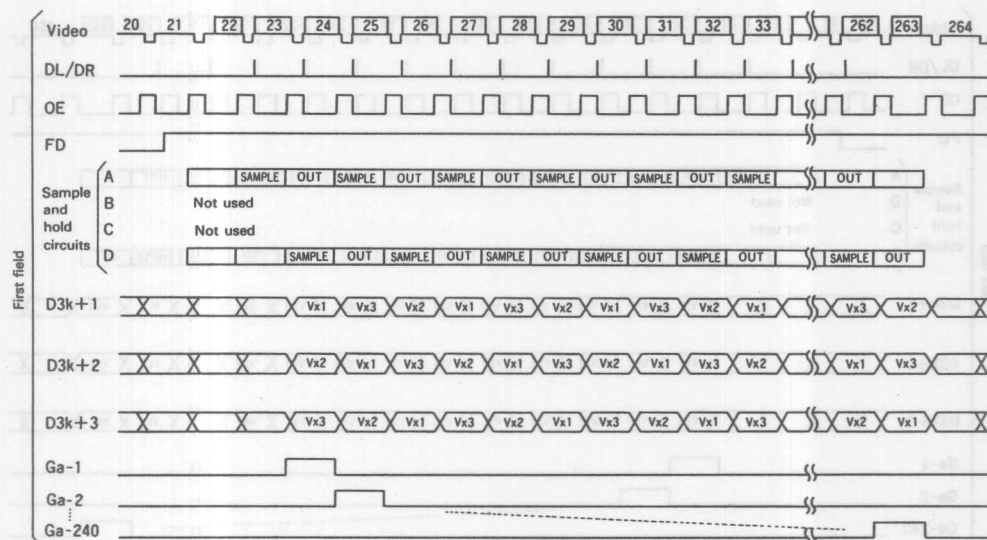 Video 20 21 22 23 24 25 26 27 28 29 30 31 32 33 262 263 264
DL/DR
OE
FD
First field
Sample and hold circuits
A SAMPLE OUT SAMPLE OUT SAMPLE OUT SAMPLE OUT SAMPLE OUT SAMPLE OUT
B Not used
C Not used
D SAMPLE OUT SAMPLE OUT SAMPLE OUT SAMPLE OUT SAMPLE OUT SAMPLE OUT
D3k+1 Vx1 Vx3 Vx2 Vx1 Vx3 Vx2 Vx1 Vx3 Vx2 Vx1 Vx3 Vx2
D3k+2 Vx2 Vx1 Vx3 Vx2 Vx1 Vx3 Vx2 Vx1 Vx3 Vx2 Vx1 Vx3
D3k+3 Vx3 Vx2 Vx1 Vx3 Vx2 Vx1 Vx3 Vx2 Vx1 Vx3 Vx2 Vx1
Ga-1
Ga-2
Ga-240